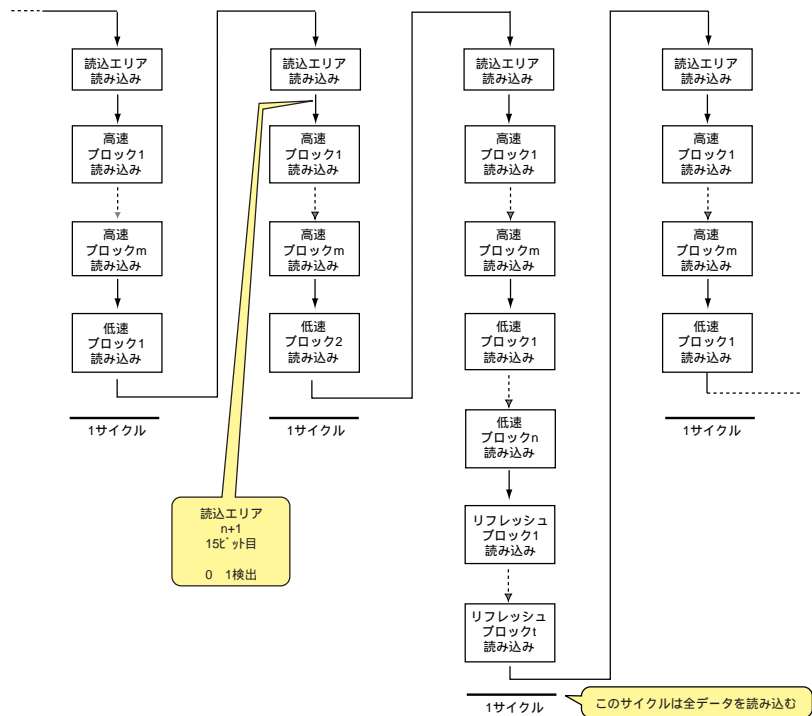 読込エリア
読み込み
高速
ブロック1
読み込み
高速
ブロックm
読み込み
低速
ブロック1
読み込み
1サイクル
読込エリア
読み込み
高速
ブロック1
読み込み
高速
ブロックm
読み込み
低速
ブロック2
読み込み
1サイクル
読込エリア
n+1
15ビット目
0 1検出
読込エリア
読み込み
高速
ブロック1
読み込み
高速
ブロックm
読み込み
低速
ブロック1
読み込み
低速
ブロックn
読み込み
リフレッシュ
ブロック1
読み込み
リフレッシュ
ブロックt
読み込み
1サイクル
このサイクルは全データを読み込む
読込エリア
読み込み
高速
ブロック1
読み込み
高速
ブロックm
読み込み
低速
ブロック1
読み込み
1サイクル